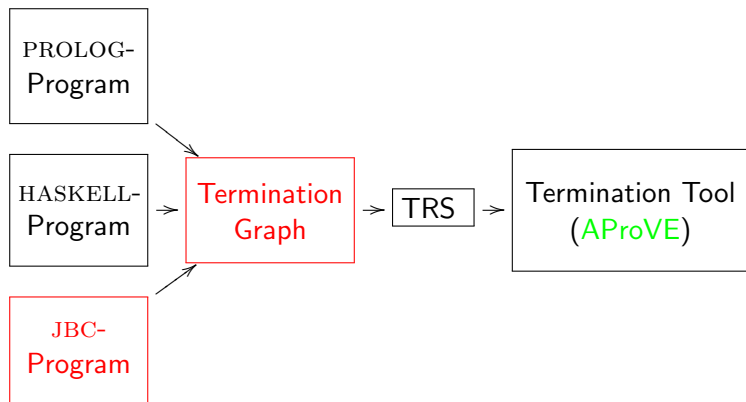 PROLOG-
Program
HASKELL-
Program
JBC-
Program
Termination
Graph
TRS
Termination Tool
(AProVE)